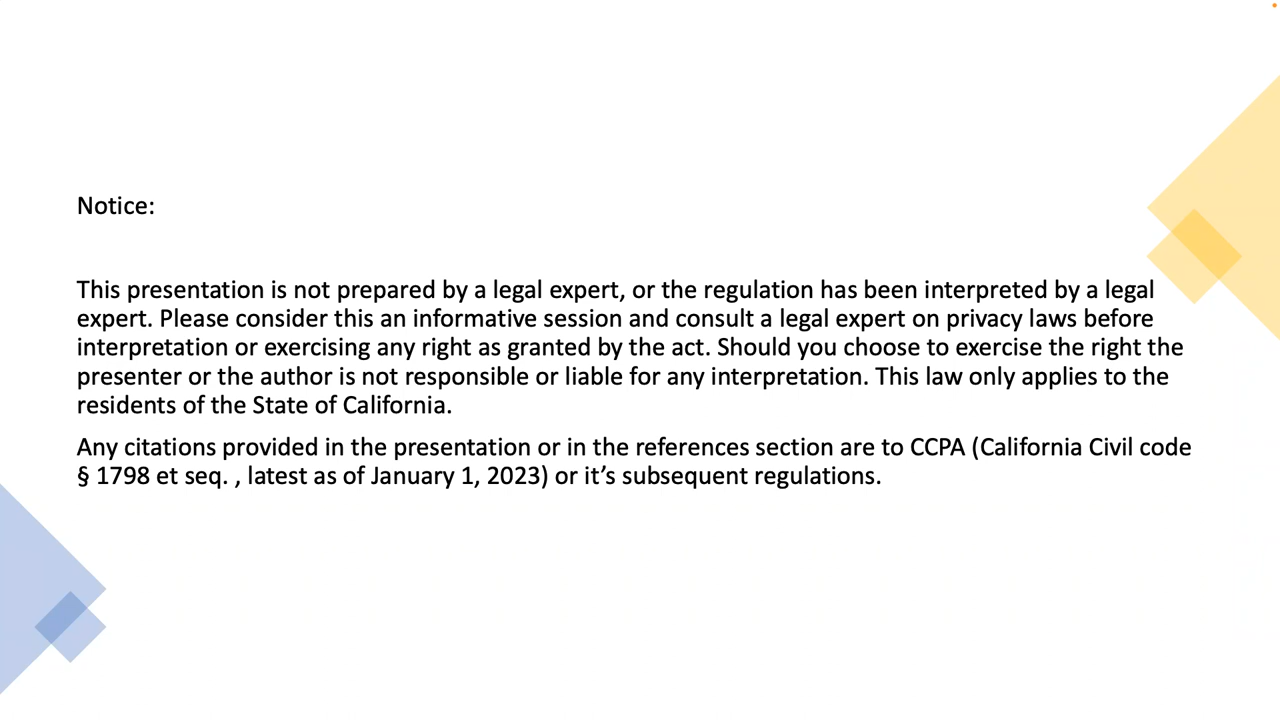 Notice:
This presentation is not prepared by a legal expert, or the regulation has been interpreted by a legal
expert. Please consider this an informative session and consult a legal expert on privacy laws before
interpretation or exercising any right as granted by the act. Should you choose to exercise the right the
presenter or the author is not responsible or liable for any interpretation. This law only applies to the
residents of the State of California.
Any citations provided in the presentation or in the references section are to CCPA (California Civil code
§ 1798 et seq. , latest as of January 1, 2023) or it’s subsequent regulations.